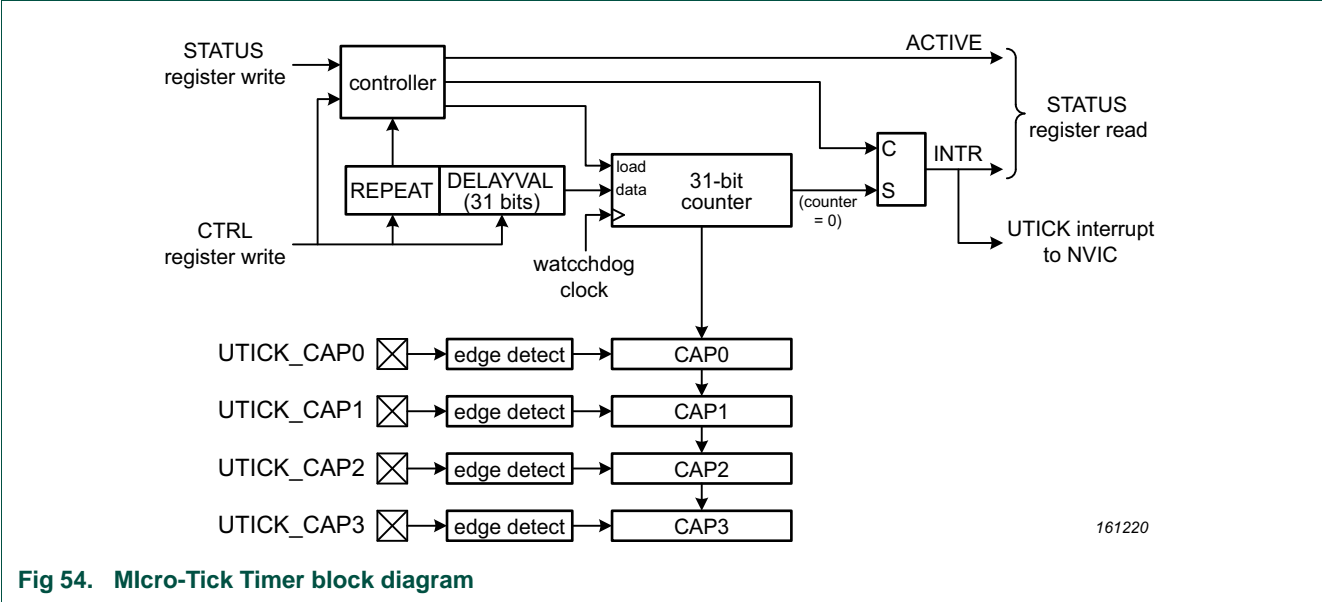 STATUS
register write
controller
ACTIVE
STATUS
register read
REPEAT
DELAYVAL
(31 bits)
load
data
31-bit
counter
(counter
= 0)
C
S
INTR
CTRL
register write
watcchdog
clock
UTICK interrupt
to NVIC
UTICK_CAP0
edge detect
CAP0
UTICK_CAP1
edge detect
CAP1
UTICK_CAP2
edge detect
CAP2
UTICK_CAP3
edge detect
CAP3
161220
Fig 54. MIcro-Tick Timer block diagram